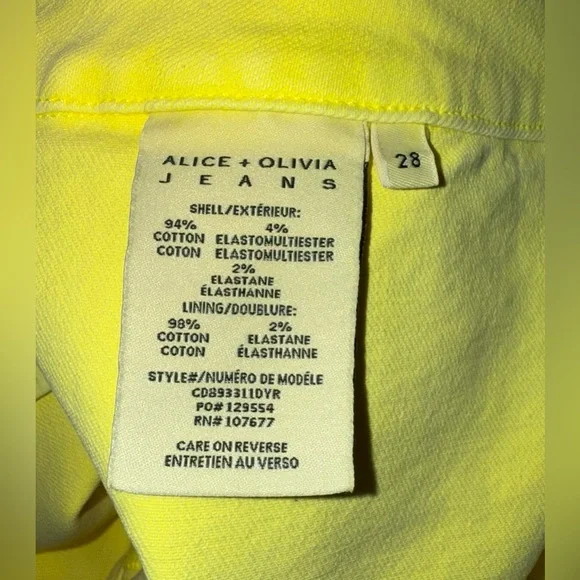 ALICE + OLIVIA
JEANS
28
SHELL/EXTÉRIEUR:
94% 4%
COTTON ELASTOMULTIESTER
COTON ELASTOMULTIESTER
2%
ELASTANE
ÉLASTHANNE
LINING/DOUBLURE:
98% 2%
COTTON ELASTANE
COTON ÉLASTHANNE
STYLE#/NUMÉRO DE MODÈLE
CD893311DYR
PO# 129554
RN# 107677
CARE ON REVERSE
ENTRETIEN AU VERSO